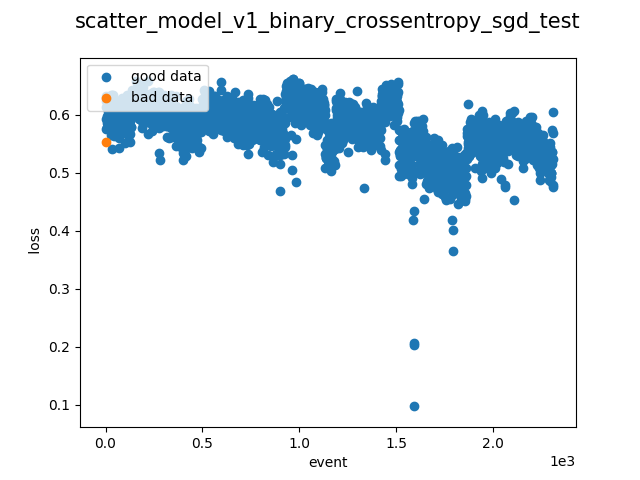 scatter_model_v1_binary_crossentropy_sgd_test
good data
bad data
loss
0.6
0.5
0.4
0.3
0.2
0.1
0.0 0.5 1.0 1.5 2.0
event
1e3